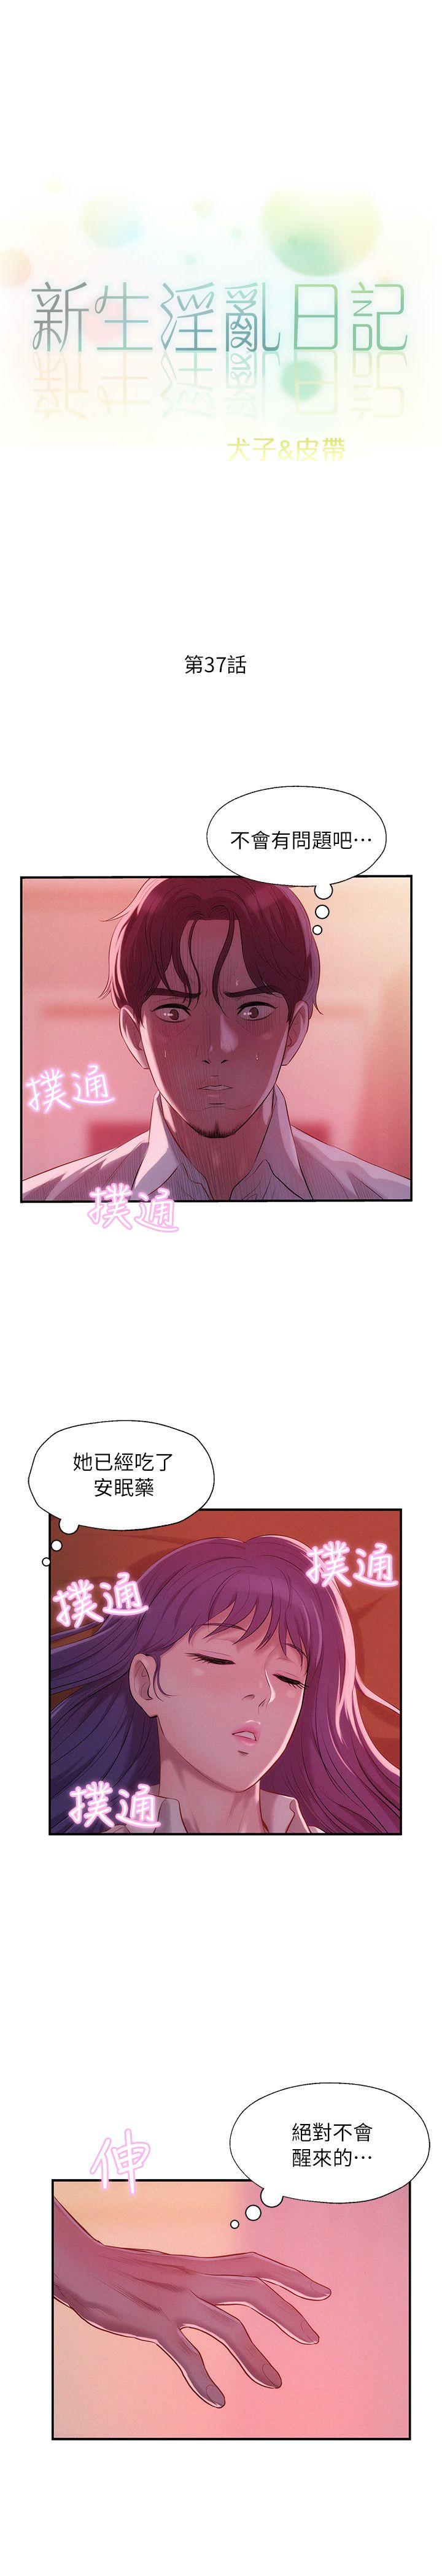 新生淫亂日記
犬子&皮帶
第37話
不會有問題吧…
撲通
撲通
她已經吃了
安眠藥
撲通
撲通
撲通
絕對不會
醒來的…
伸